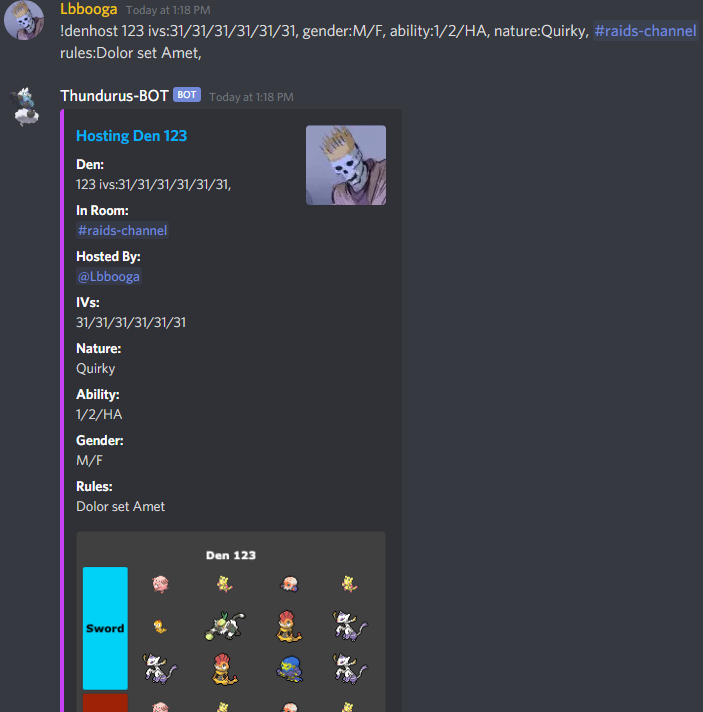 Lbbooga Today at 1:18 PM
!denhost 123 ivs:31/31/31/31/31/31, gender:M/F, ability:1/2/HA, nature:Quirky, #raids-channel
rules:Dolor set Amet,
Thundurus-BOT BOT Today at 1:18 PM
Hosting Den 123
Den:
123 ivs:31/31/31/31/31/31,
In Room:
#raids-channel
Hosted By:
@Lbbooga
IVs:
31/31/31/31/31/31
Nature:
Quirky
Ability:
1/2/HA
Gender:
M/F
Rules:
Dolor set Amet
Den 123
Sword